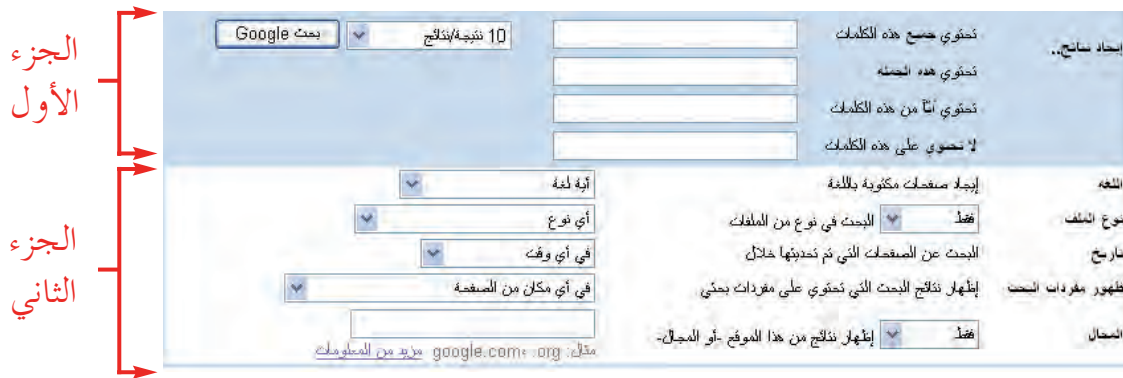 الجزء الأول
إيجاد نتائج.. تحتوي جميع هذه الكلمات 10 نتيجة/نتائج بحث Google
تحتوي هذه الجملة
تحتوي أيًّا من هذه الكلمات
لا تحتوي على هذه الكلمات
الجزء الثاني
اللغة إيجاد صفحات مكتوبة باللغة أية لغة
نوع الملف فقط البحث في نوع من الملفات أي نوع
تاريخ البحث عن الصفحات التي تم تحديثها خلال في أي وقت
ظهور مفردات البحث إظهار نتائج البحث التي تحتوي على مفردات بحثي في أي مكان من الصفحة
المجال فقط إظهار نتائج من هذا الموقع -أو المجال-
مثال: org، google.com مزيد من المعلومات